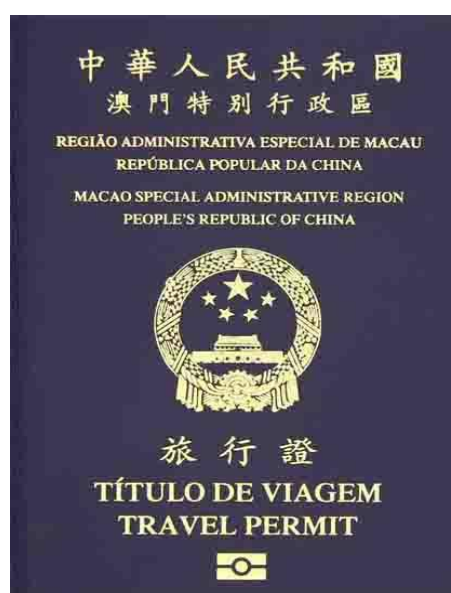 中華人民共和國
澳門特別行政區
REGIÃO ADMINISTRATIVA ESPECIAL DE MACAU
REPÚBLICA POPULAR DA CHINA
MACAO SPECIAL ADMINISTRATIVE REGION
PEOPLE'S REPUBLIC OF CHINA
旅行證
TÍTULO DE VIAGEM
TRAVEL PERMIT